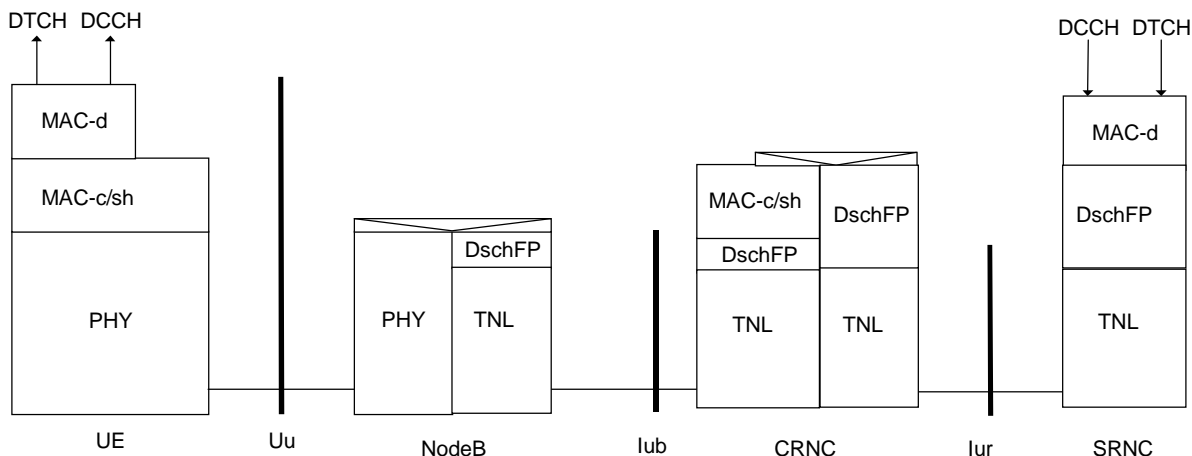 DTCH DCCH
DCCH DTCH
MAC-d
MAC-d
MAC-c/sh
MAC-c/sh
DschFP
DschFP
DschFP
DschFP
PHY
PHY
TNL
TNL
TNL
TNL
UE
Uu
NodeB
Iub
CRNC
Iur
SRNC